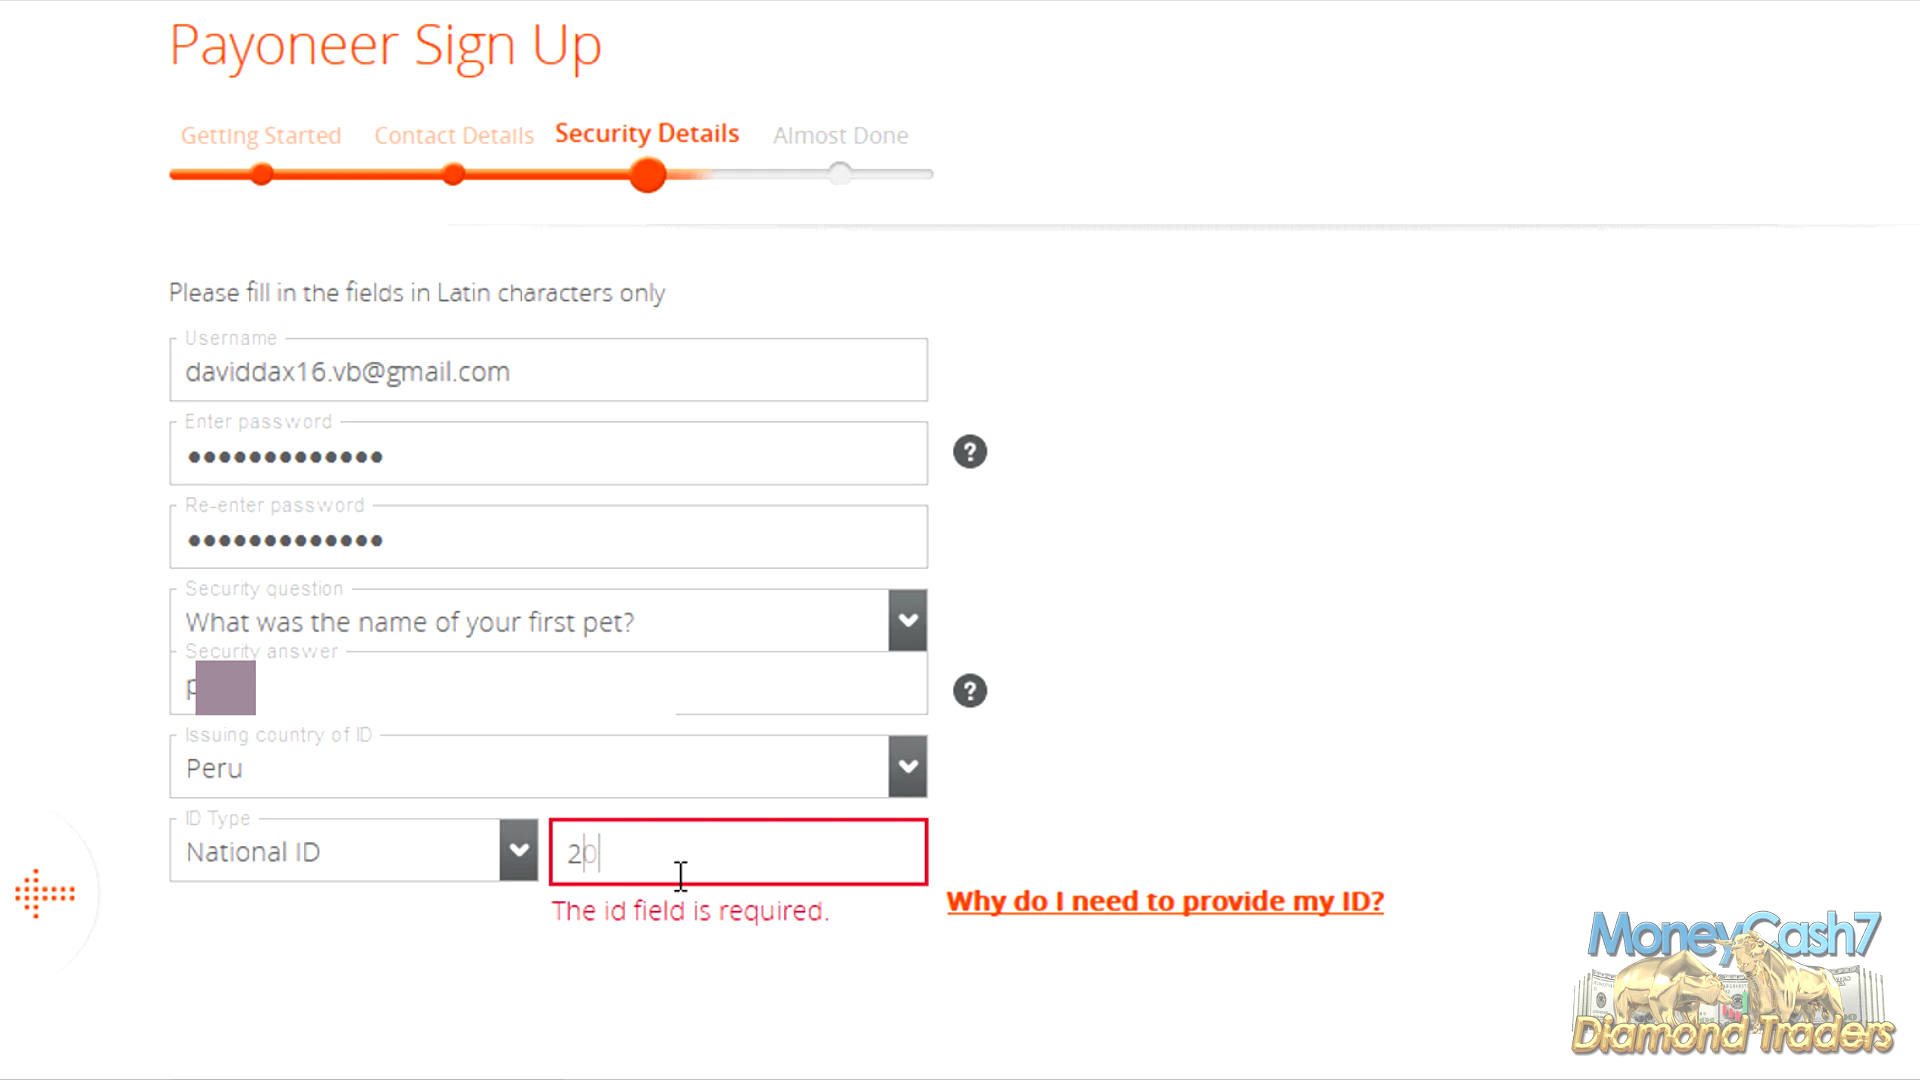 Payoneer Sign Up
Getting Started Contact Details Security Details Almost Done
Please fill in the fields in Latin characters only
Username
daviddax16.vb@gmail.com
Enter password
•••••••••••••
?
Re-enter password
•••••••••••••
Security question
What was the name of your first pet?
Security answer
p
?
Issuing country of ID
Peru
ID Type
National ID
20
The id field is required.
Why do I need to provide my ID?
MoneyCash7
Diamond Traders